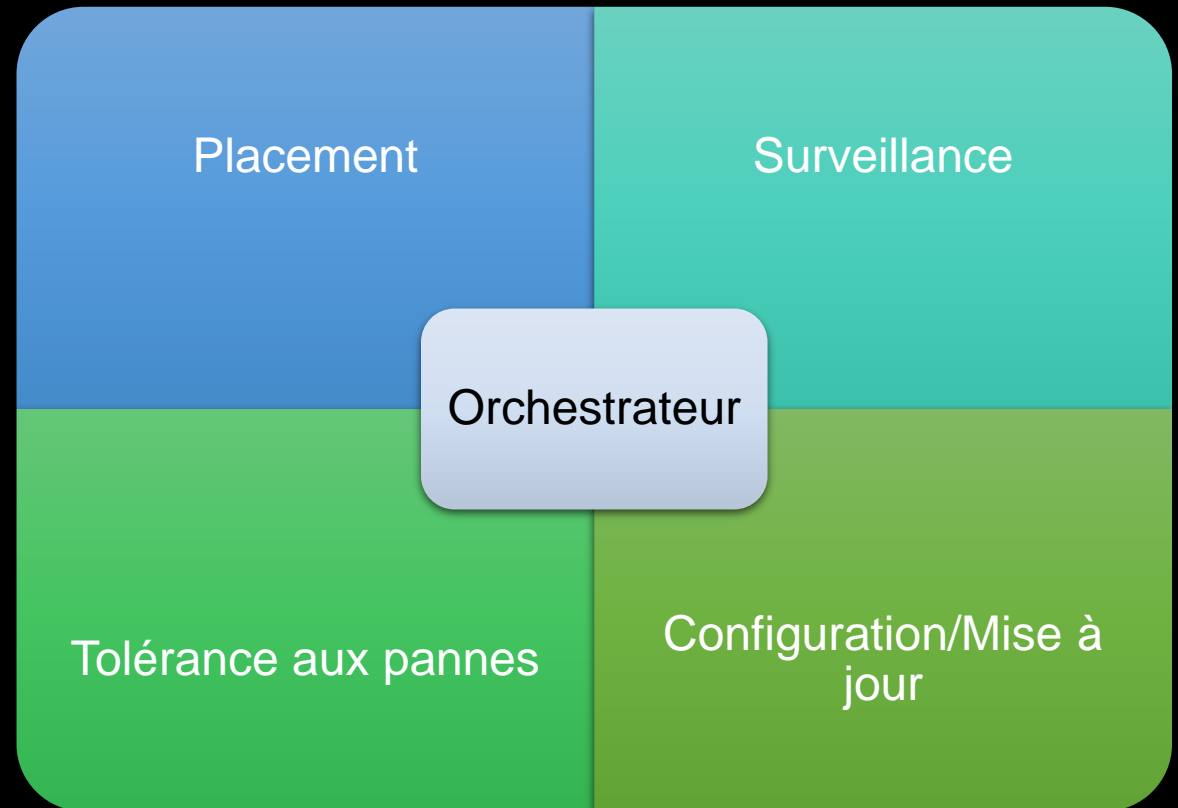 Placement
Surveillance
Orchestrateur
Tolérance aux pannes
Configuration/Mise à
jour